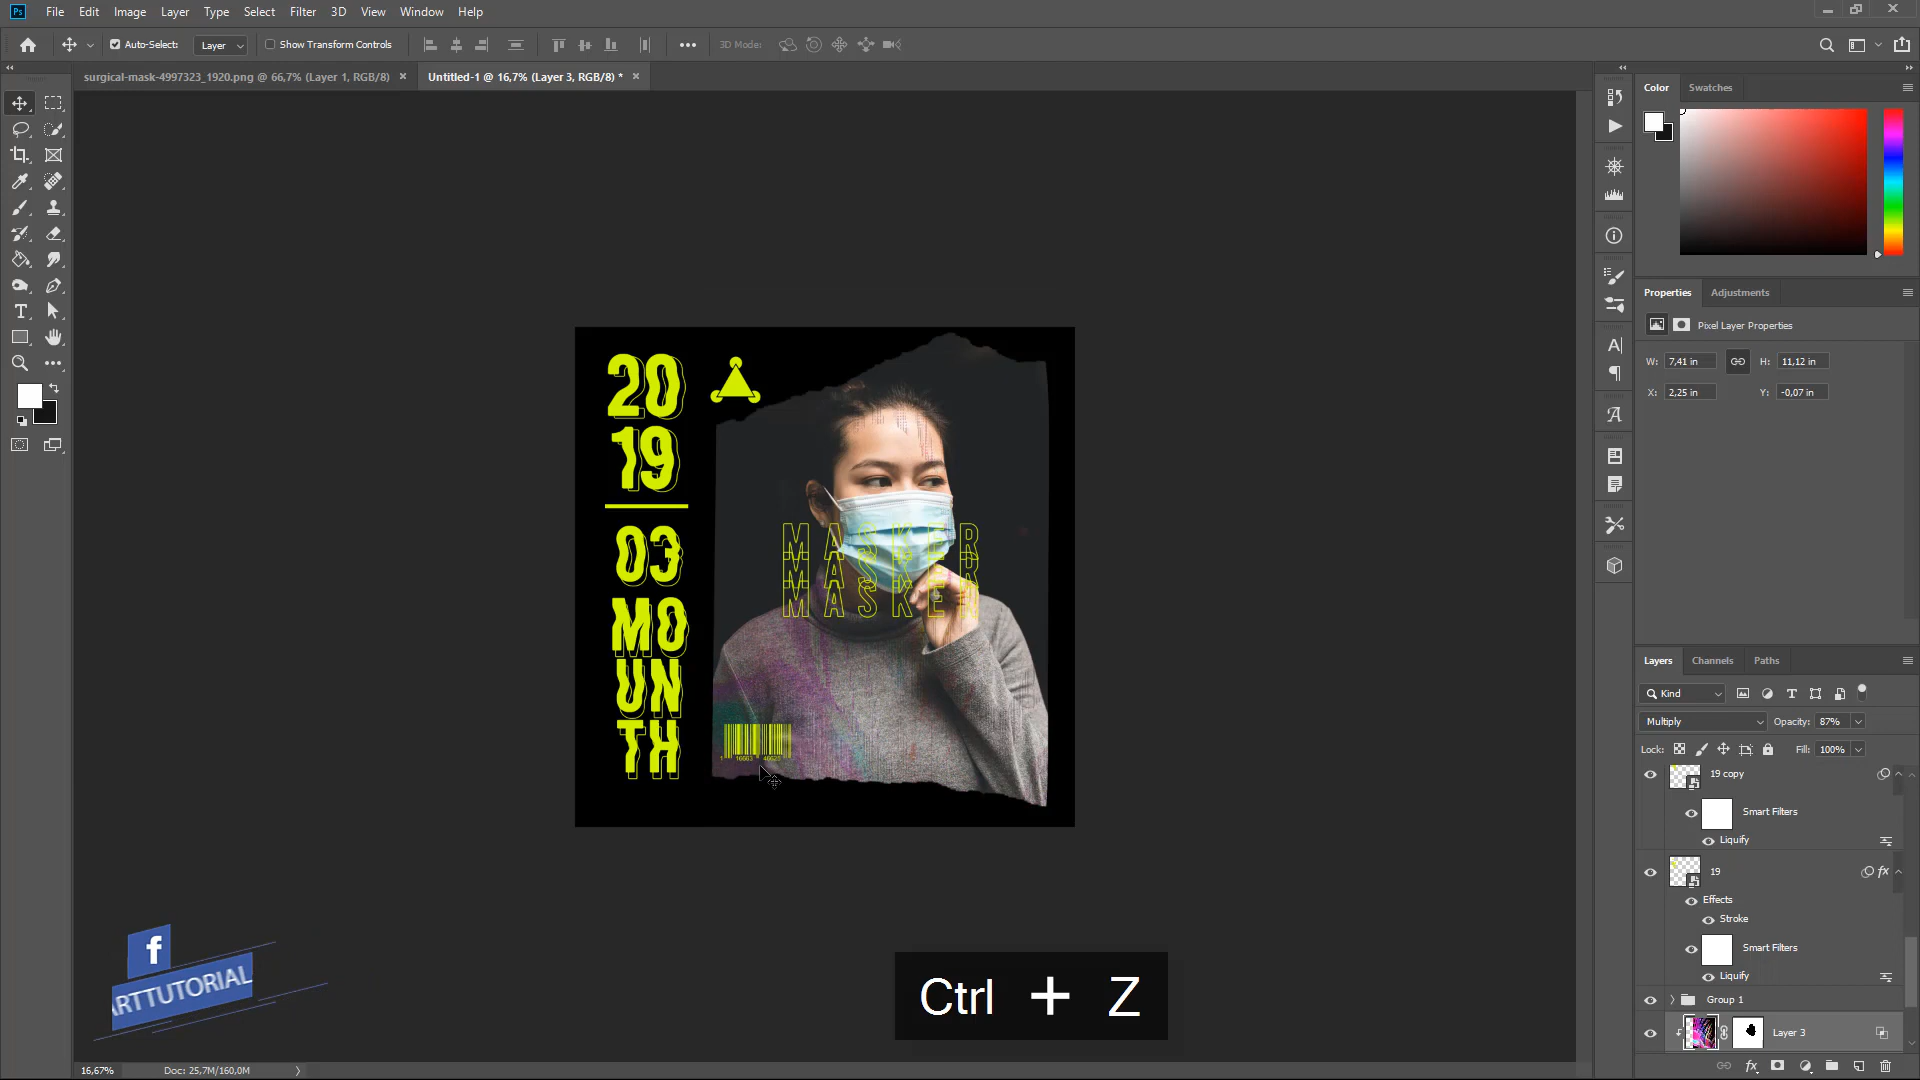 Ps File Edit Image Layer Type Select Filter 3D View Window Help
Auto-Select: Layer Show Transform Controls 3D Mode:
surgical-mask-4997323_1920.png @ 66,7% (Layer 1, RGB/8) × Untitled-1 @ 16,7% (Layer 3, RGB/8) * ×
Color Swatches
Properties Adjustments
Pixel Layer Properties
W: 7,41 in H: 11,12 in
X: 2,25 in Y: -0,07 in
20
19
03
MO
UN
TH
MASKER
MASKER
MASKER
Layers Channels Paths
Kind
Multiply Opacity: 87%
Lock: Fill: 100%
19 copy
Smart Filters
Liquify
19 fx
Effects
Stroke
Smart Filters
Liquify
Group 1
Layer 3
f
ARTTUTORIAL
Ctrl + Z
16,67% Doc: 25,7M/160,0M